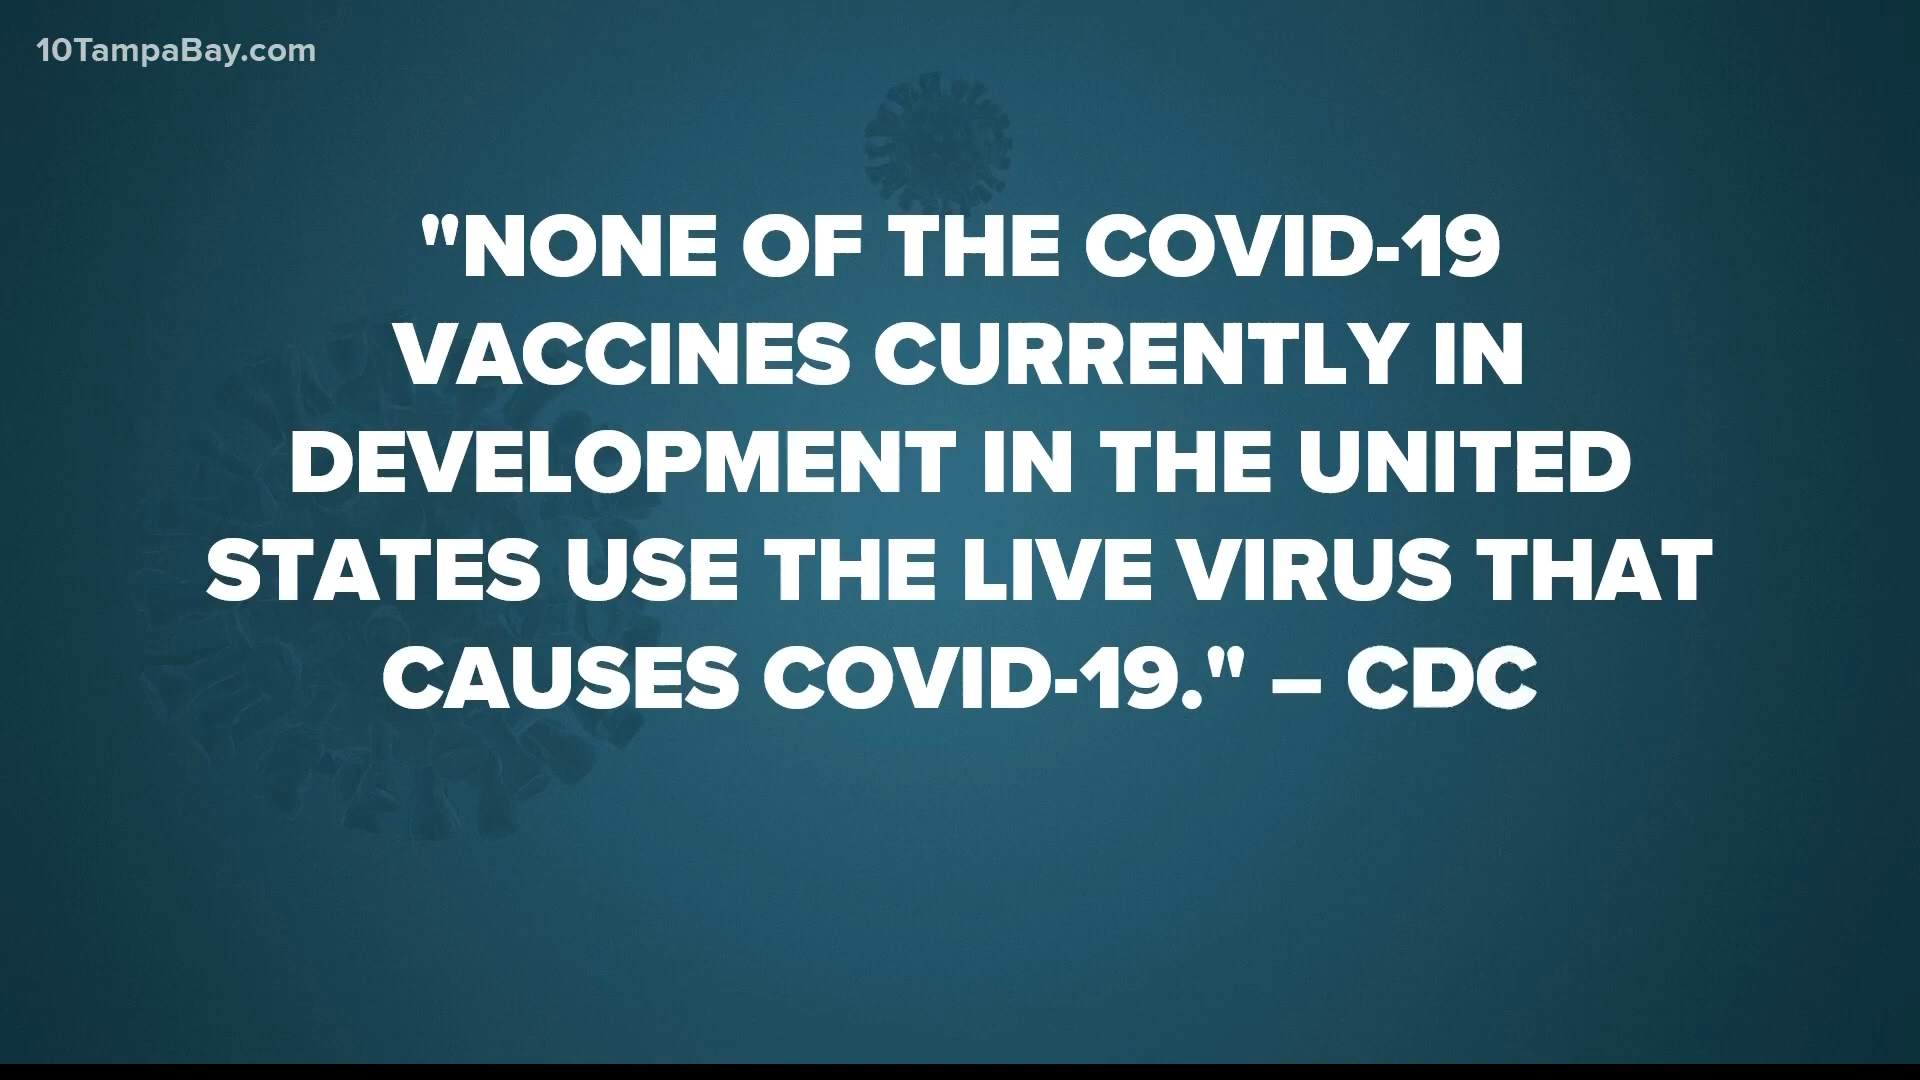 10TampaBay.com
"NONE OF THE COVID-19
VACCINES CURRENTLY IN
DEVELOPMENT IN THE UNITED
STATES USE THE LIVE VIRUS THAT
CAUSES COVID-19." – CDC